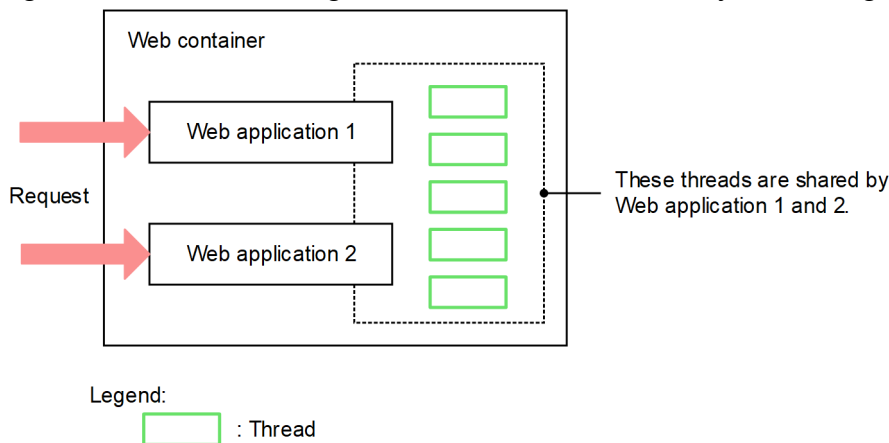 Web container
Web application 1
Request
Web application 2
These threads are shared by
Web application 1 and 2.
Legend:
: Thread